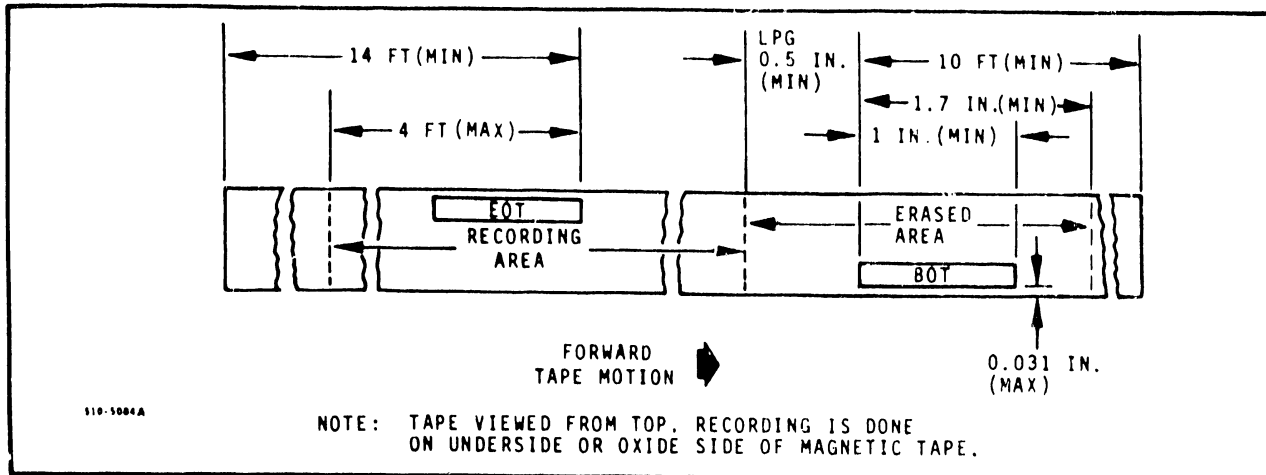 14 FT (MIN)
LPG
0.5 IN.
(MIN)
10 FT (MIN)
1.7 IN. (MIN)
4 FT (MAX)
1 IN. (MIN)
EOT
RECORDING
AREA
ERASED
AREA
BOT
FORWARD
TAPE MOTION
0.031 IN.
(MAX)
510-5084A
NOTE: TAPE VIEWED FROM TOP. RECORDING IS DONE
ON UNDERSIDE OR OXIDE SIDE OF MAGNETIC TAPE.